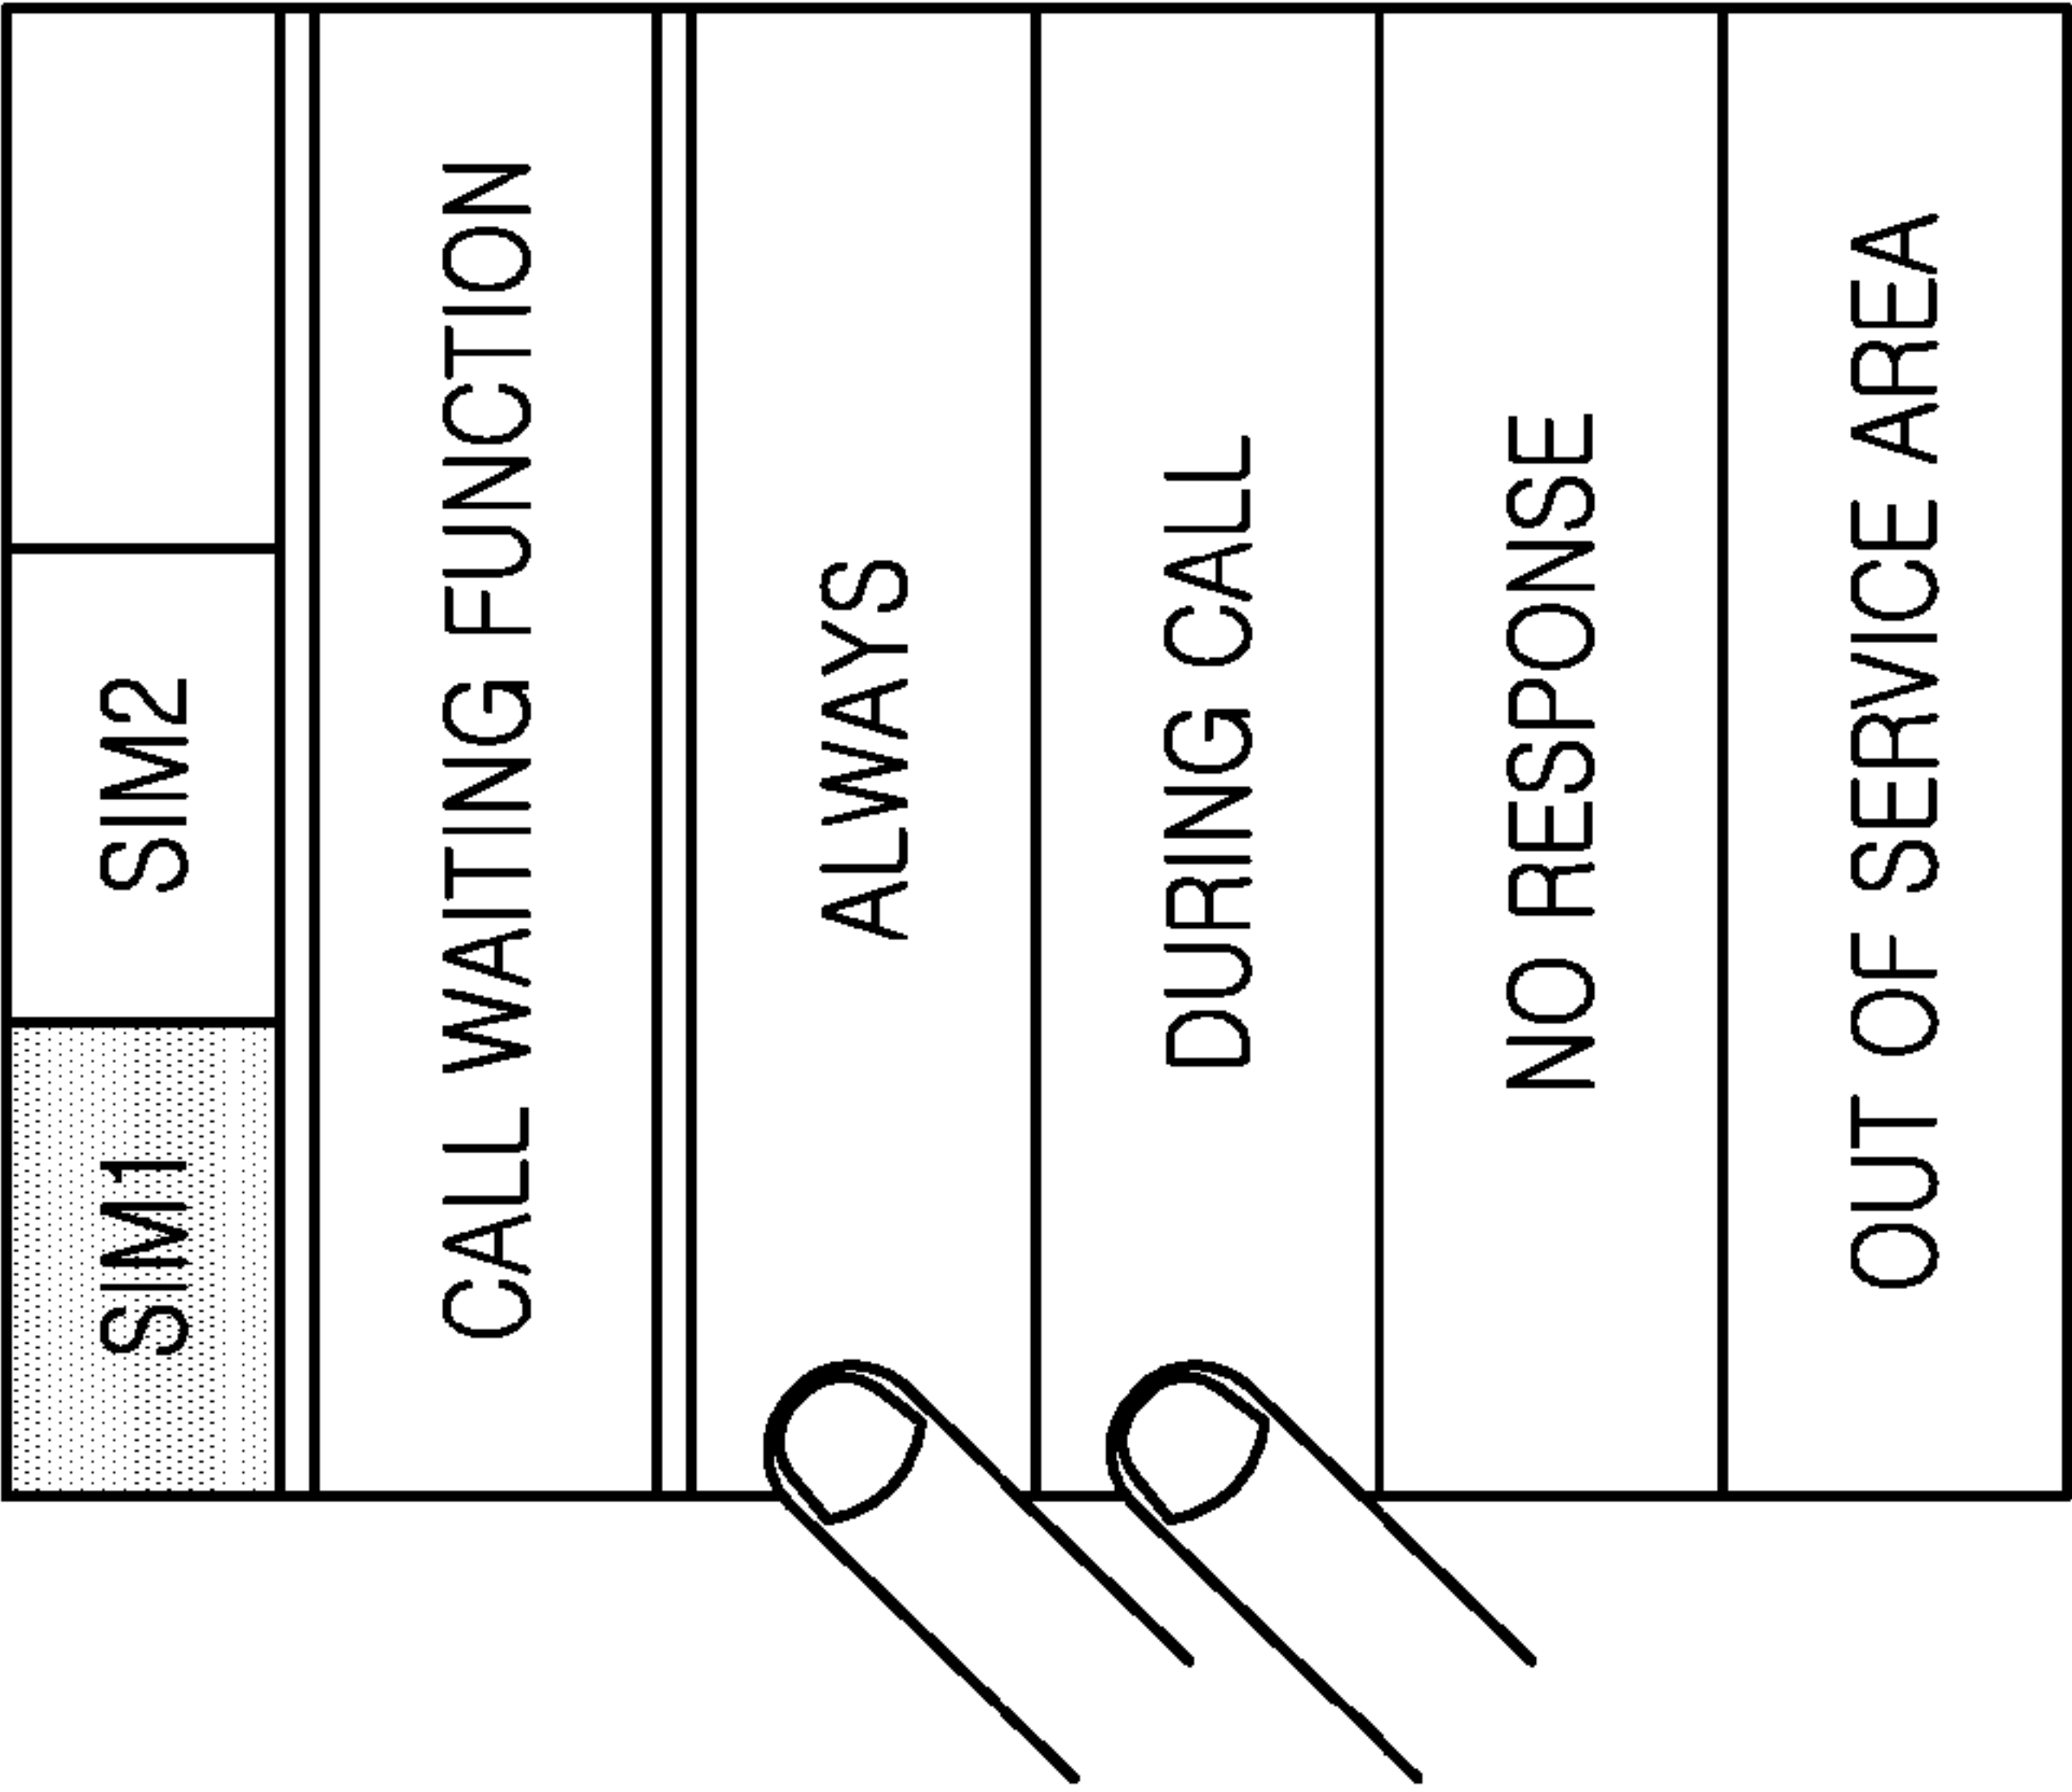 SIM1 SIM2
CALL WAITING FUNCTION
ALWAYS
DURING CALL
NO RESPONSE
OUT OF SERVICE AREA